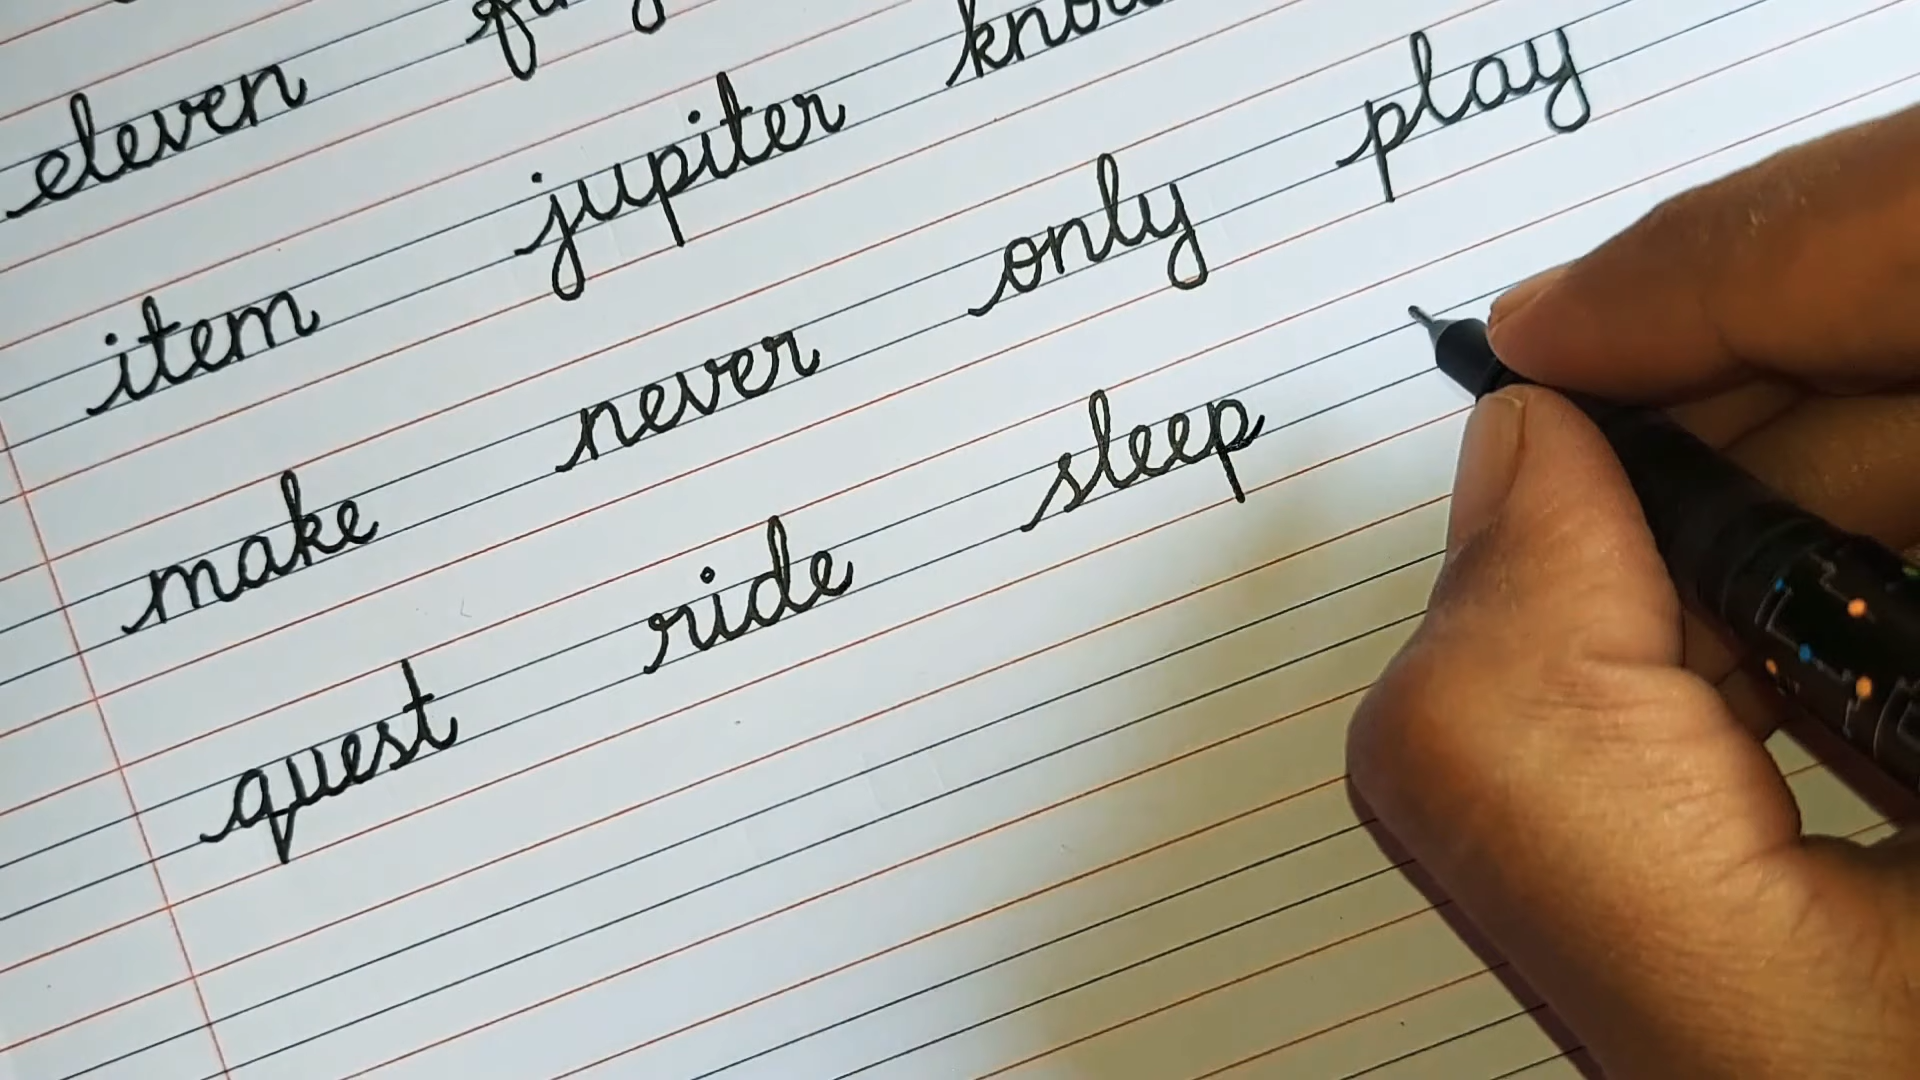 eleven
item jupiter
make never only play
quest ride sleep